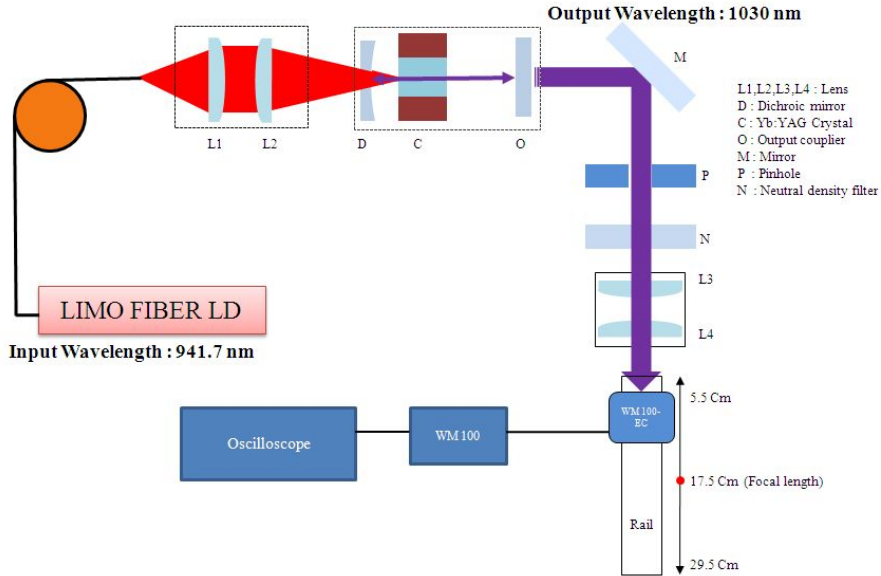 Output Wavelength : 1030 nm
M
L1,L2,L3,L4 : Lens
D : Dichroic mirror
C : Yb:YAG Crystal
O : Output coupler
M : Mirror
P : Pinhole
N : Neutral density filter
L1
L2
D
C
O
P
N
L3
L4
LIMO FIBER LD
Input Wavelength : 941.7 nm
5.5 Cm
Oscilloscope
WM 100
WM 100-
EC
17.5 Cm (Focal length)
Rail
29.5 Cm